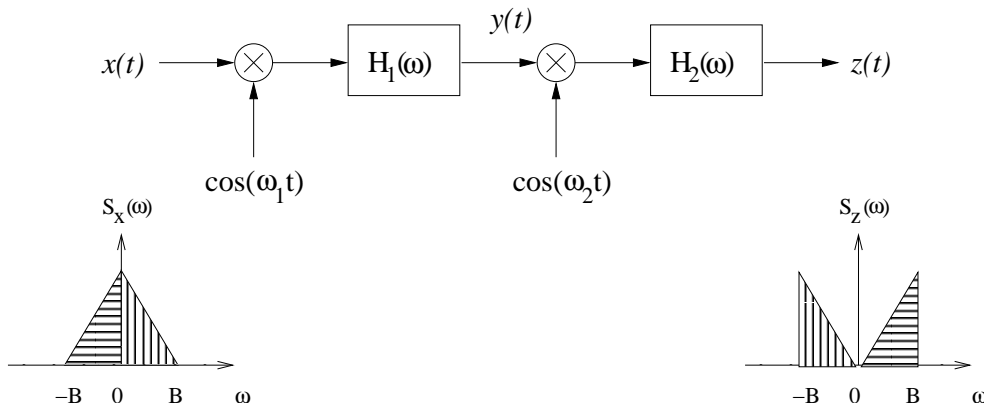 y(t)
x(t) H₁(ω) H₂(ω) z(t)
cos(ω₁t) cos(ω₂t)
Sₓ(ω) S_z(ω)
−B 0 B ω −B 0 B ω